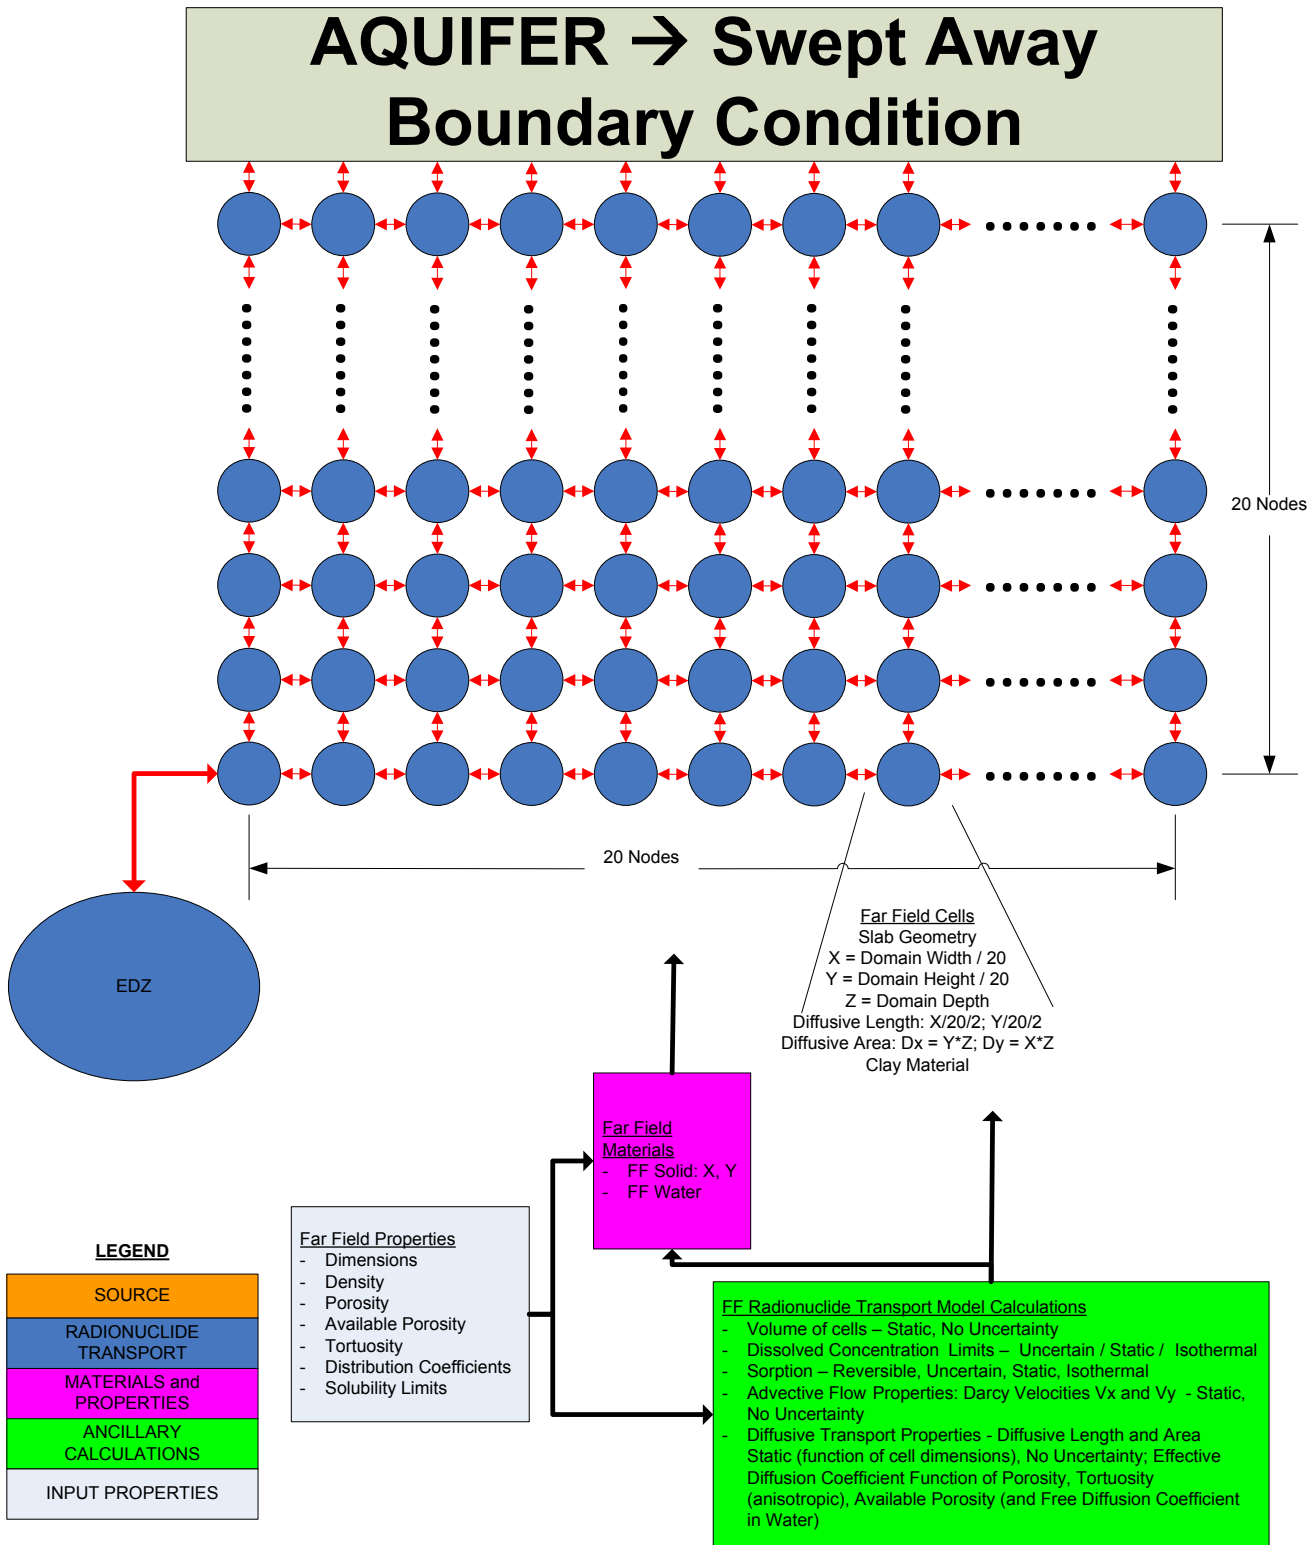 AQUIFER → Swept Away
Boundary Condition
20 Nodes
20 Nodes
EDZ
Far Field Cells
Slab Geometry
X = Domain Width / 20
Y = Domain Height / 20
Z = Domain Depth
Diffusive Length: X/20/2; Y/20/2
Diffusive Area: Dx = Y*Z; Dy = X*Z
Clay Material
Far Field
Materials
- FF Solid: X, Y
- FF Water
Far Field Properties
- Dimensions
- Density
- Porosity
- Available Porosity
- Tortuosity
- Distribution Coefficients
- Solubility Limits
LEGEND
SOURCE
RADIONUCLIDE
TRANSPORT
MATERIALS and
PROPERTIES
ANCILLARY
CALCULATIONS
INPUT PROPERTIES
FF Radionuclide Transport Model Calculations
- Volume of cells – Static, No Uncertainty
- Dissolved Concentration Limits – Uncertain / Static / Isothermal
- Sorption – Reversible, Uncertain, Static, Isothermal
- Advective Flow Properties: Darcy Velocities Vx and Vy - Static,
No Uncertainty
- Diffusive Transport Properties - Diffusive Length and Area
Static (function of cell dimensions), No Uncertainty; Effective
Diffusion Coefficient Function of Porosity, Tortuosity
(anisotropic), Available Porosity (and Free Diffusion Coefficient
in Water)